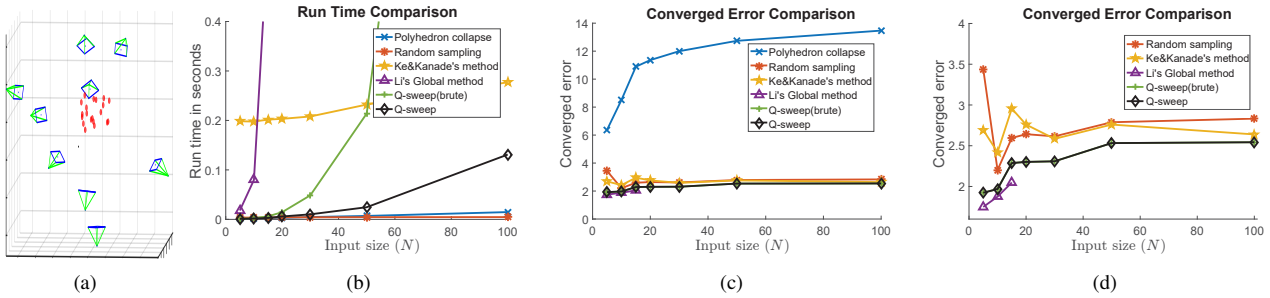 Run Time Comparison
0.4
0.3
0.2
0.1
0
Run time in seconds
20
40
60
80
100
Input size (N)
Polyhedron collapse
Random sampling
Ke&Kanade's method
Li's Global method
Q-sweep(brute)
Q-sweep
Converged Error Comparison
14
12
10
8
6
4
2
0
Converged error
0
20
40
60
80
100
Input size (N)
Polyhedron collapse
Random sampling
Ke&Kanade's method
Li's Global method
Q-sweep(brute)
Q-sweep
Converged Error Comparison
4
3.5
3
2.5
2
Converged error
0
20
40
60
80
100
Input size (N)
Random sampling
Ke&Kanade's method
Li's Global method
Q-sweep(brute)
Q-sweep
(a)
(b)
(c)
(d)